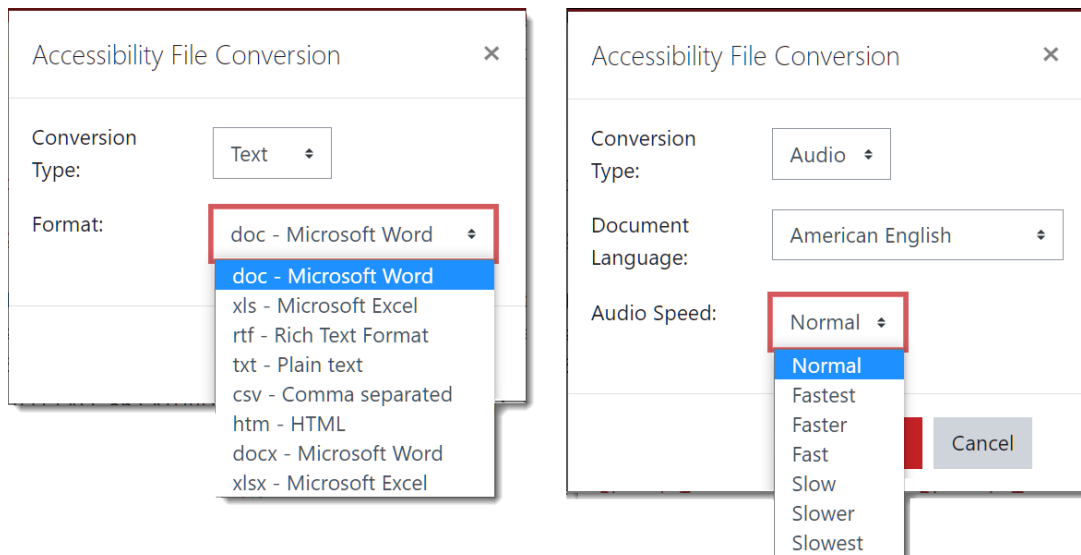 Accessibility File Conversion ×
Conversion
Type:
Text
Format:
doc - Microsoft Word
doc - Microsoft Word
xls - Microsoft Excel
rtf - Rich Text Format
txt - Plain text
csv - Comma separated
htm - HTML
docx - Microsoft Word
xlsx - Microsoft Excel
Accessibility File Conversion ×
Conversion
Type:
Audio
Document
Language:
American English
Audio Speed:
Normal
Normal
Fastest
Faster
Fast
Slow
Slower
Slowest
Cancel